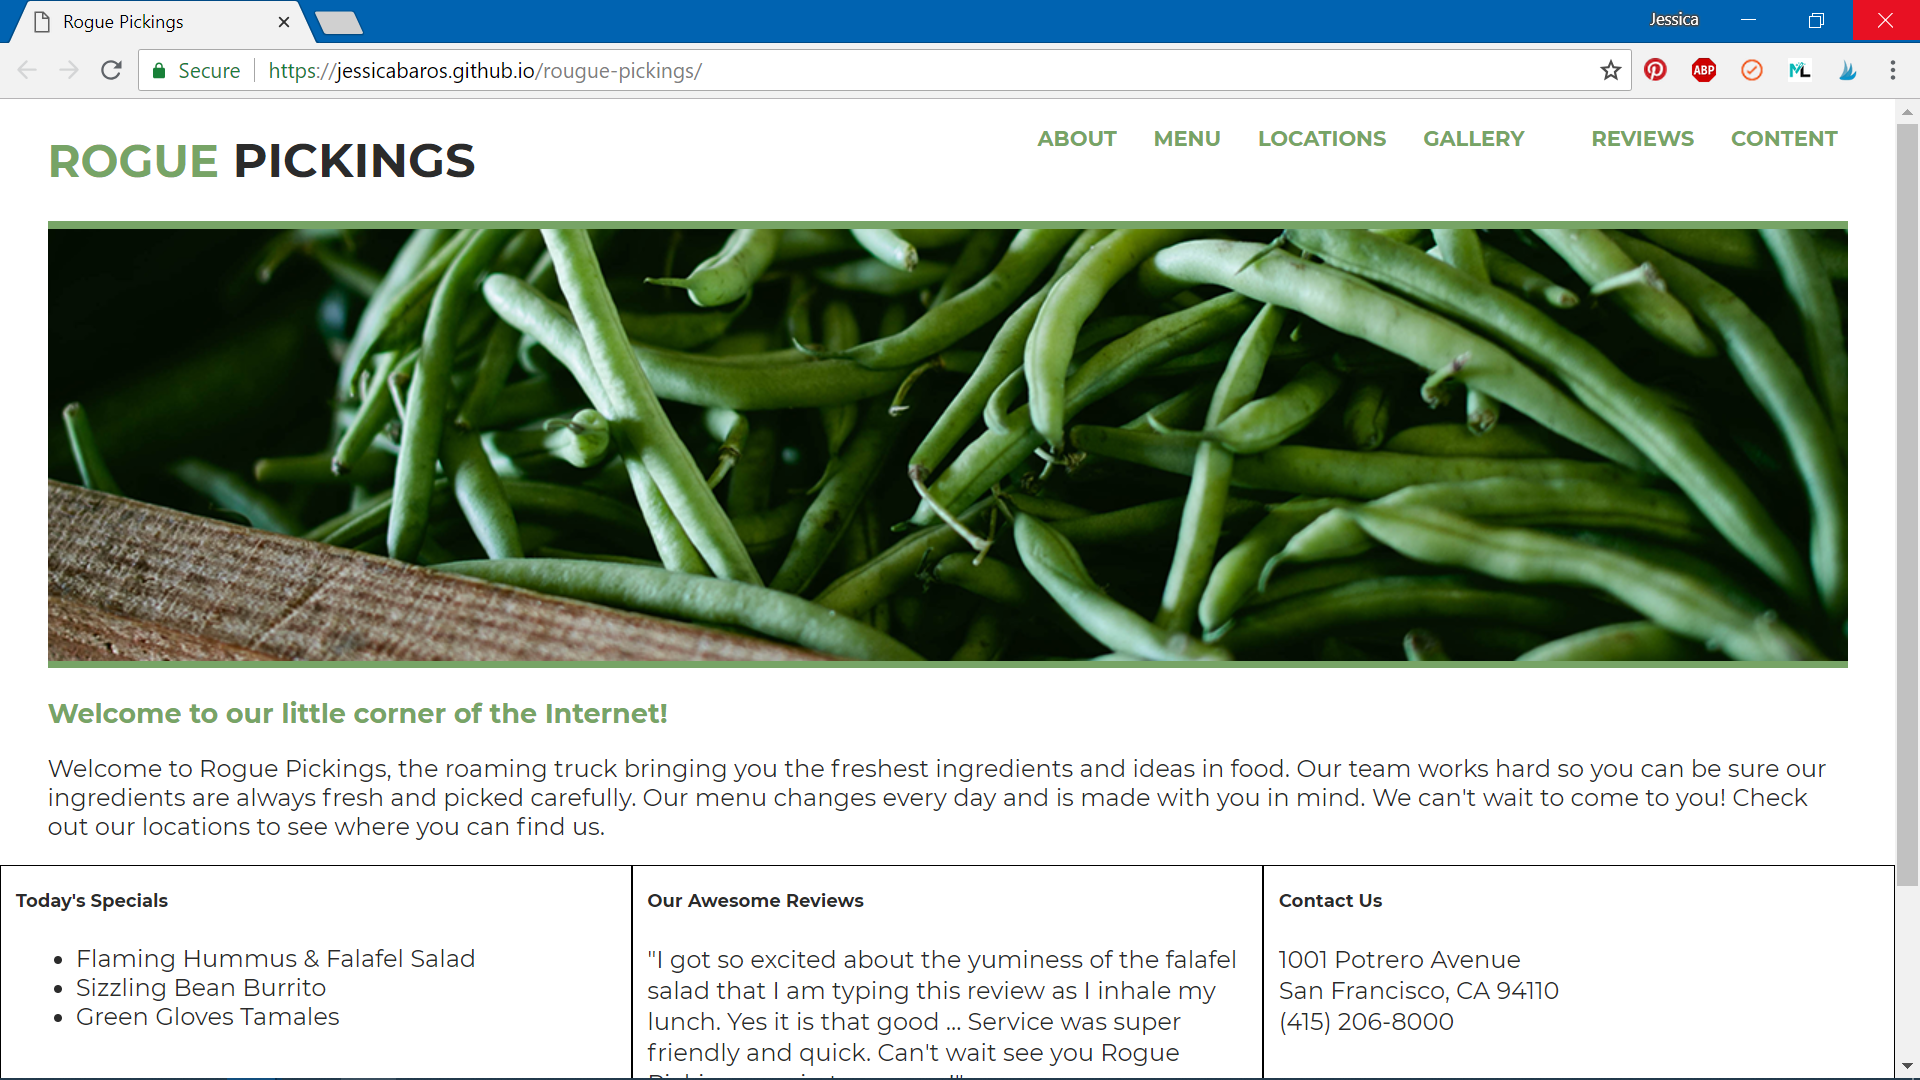 Rogue Pickings
Jessica
Secure
https://jessicabaros.github.io/rougue-pickings/
ABP
ML
ROGUE PICKINGS
ABOUT MENU LOCATIONS GALLERY REVIEWS CONTENT
Welcome to our little corner of the Internet!
Welcome to Rogue Pickings, the roaming truck bringing you the freshest ingredients and ideas in food. Our team works hard so you can be sure our
ingredients are always fresh and picked carefully. Our menu changes every day and is made with you in mind. We can't wait to come to you! Check
out our locations to see where you can find us.
Today's Specials
Flaming Hummus & Falafel Salad
Sizzling Bean Burrito
Green Gloves Tamales
Our Awesome Reviews
"I got so excited about the yuminess of the falafel
salad that I am typing this review as I inhale my
lunch. Yes it is that good ... Service was super
friendly and quick. Can't wait see you Rogue
Contact Us
1001 Potrero Avenue
San Francisco, CA 94110
(415) 206-8000